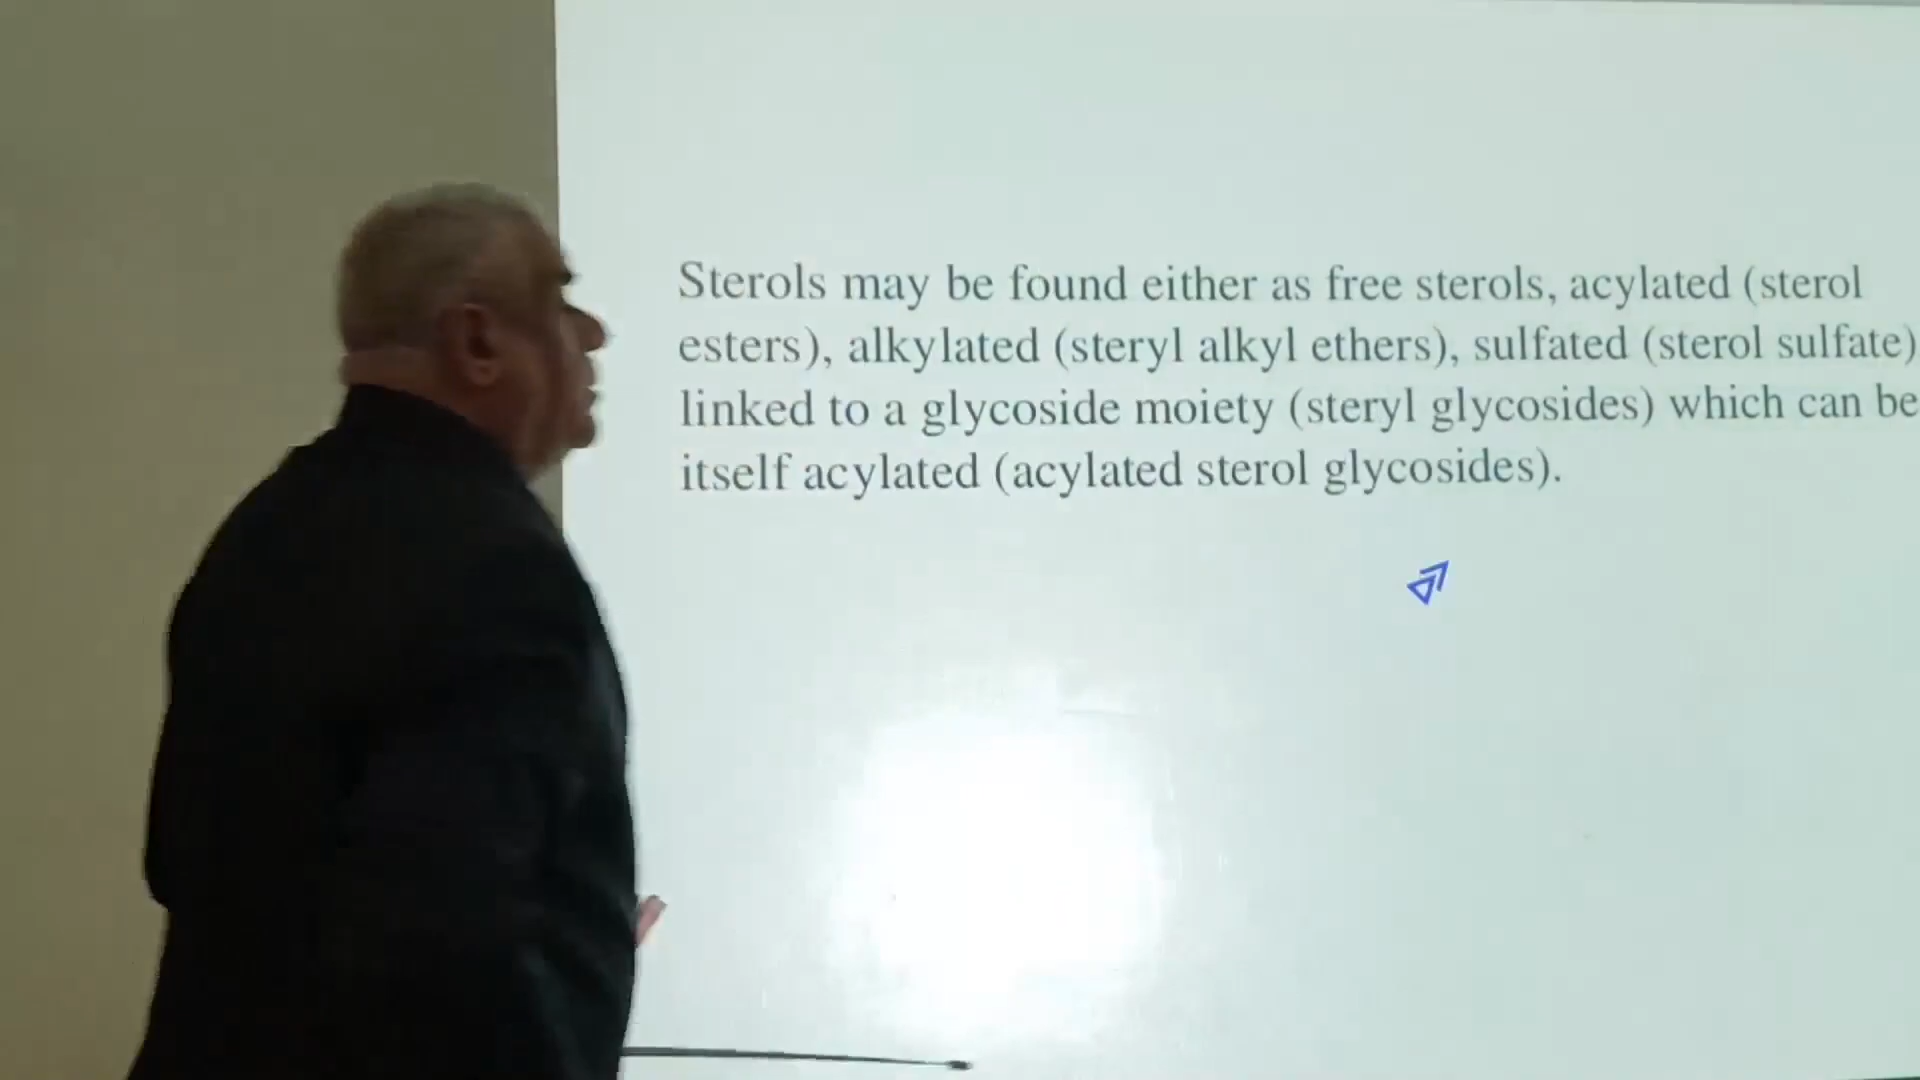 Sterols may be found either as free sterols, acylated (sterol
esters), alkylated (steryl alkyl ethers), sulfated (sterol sulfate)
linked to a glycoside moiety (steryl glycosides) which can be
itself acylated (acylated sterol glycosides).